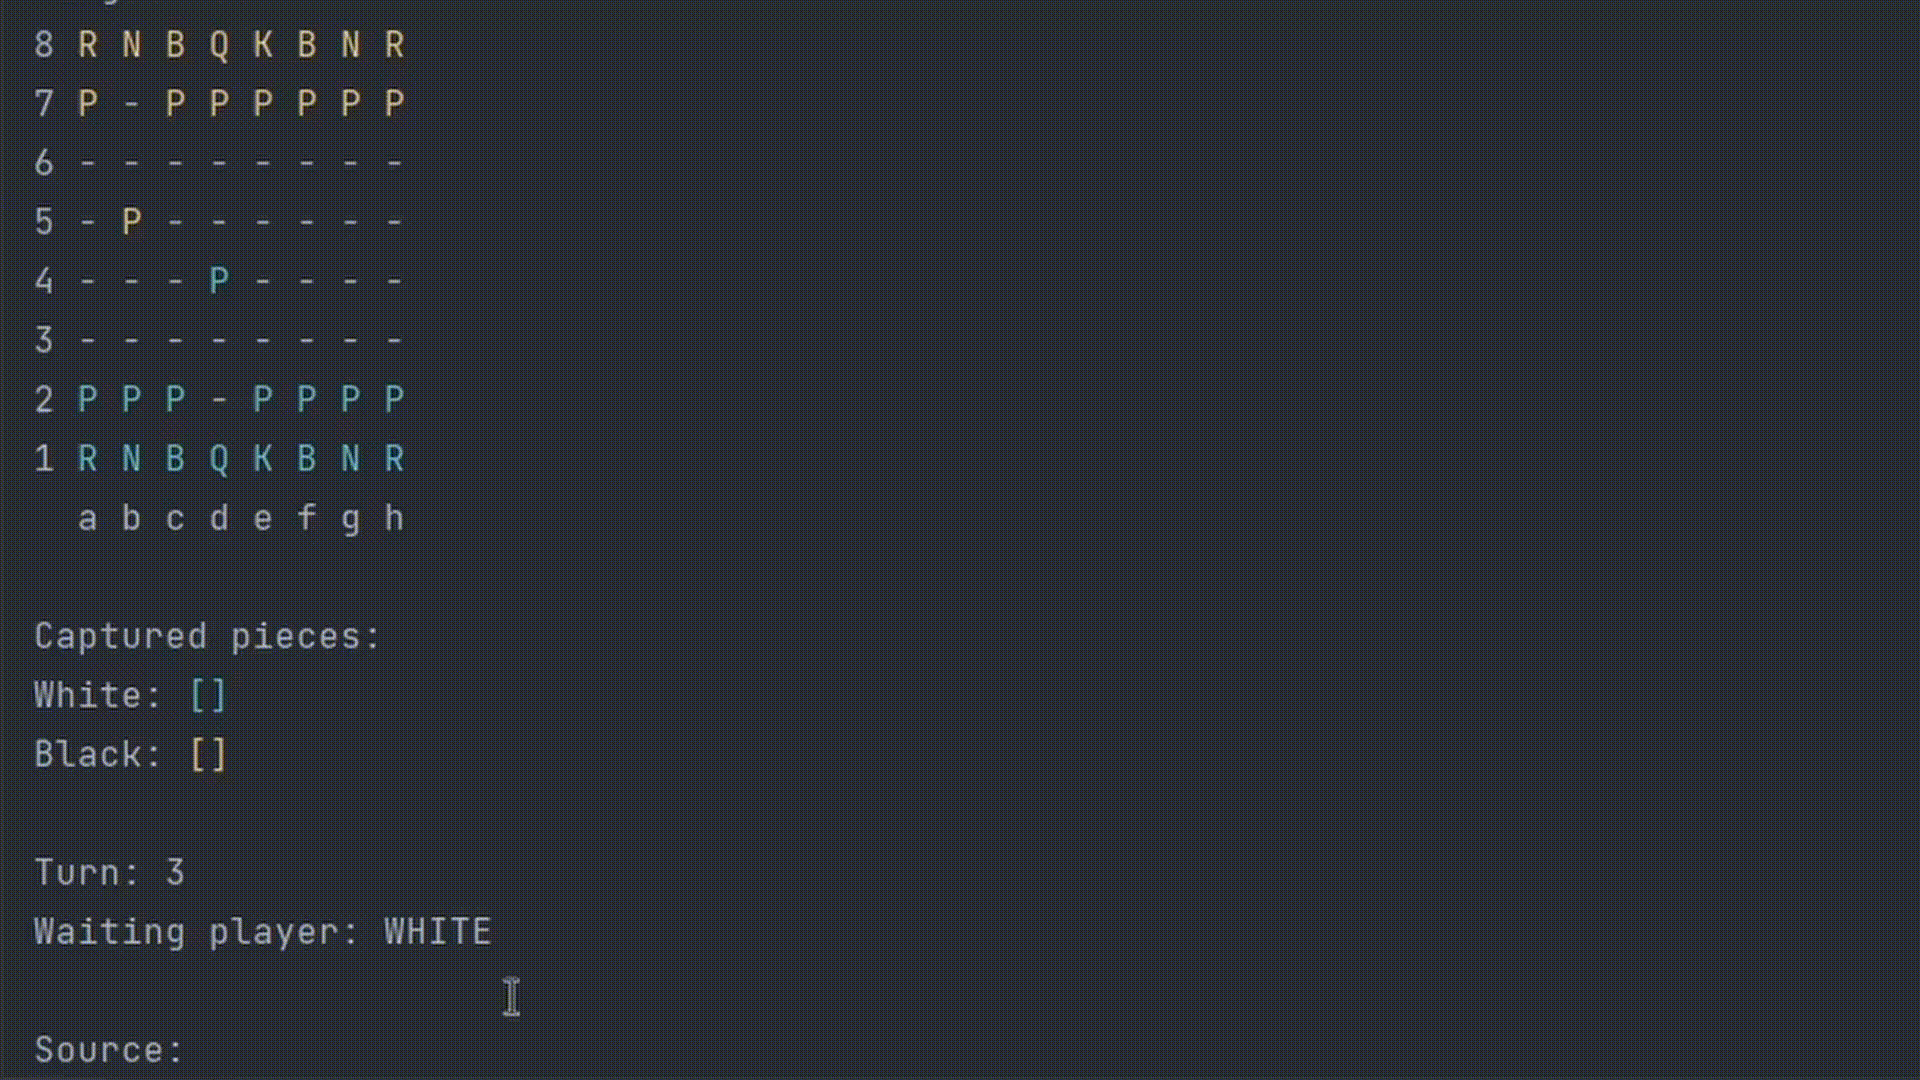 8 R N B Q K B N R
7 P - P P P P P P
6 - - - - - - - -
5 - P - - - - - -
4 - - - P - - - -
3 - - - - - - - -
2 P P P - P P P P
1 R N B Q K B N R
a b c d e f g h
Captured pieces:
White: []
Black: []
Turn: 3
Waiting player: WHITE
Source: